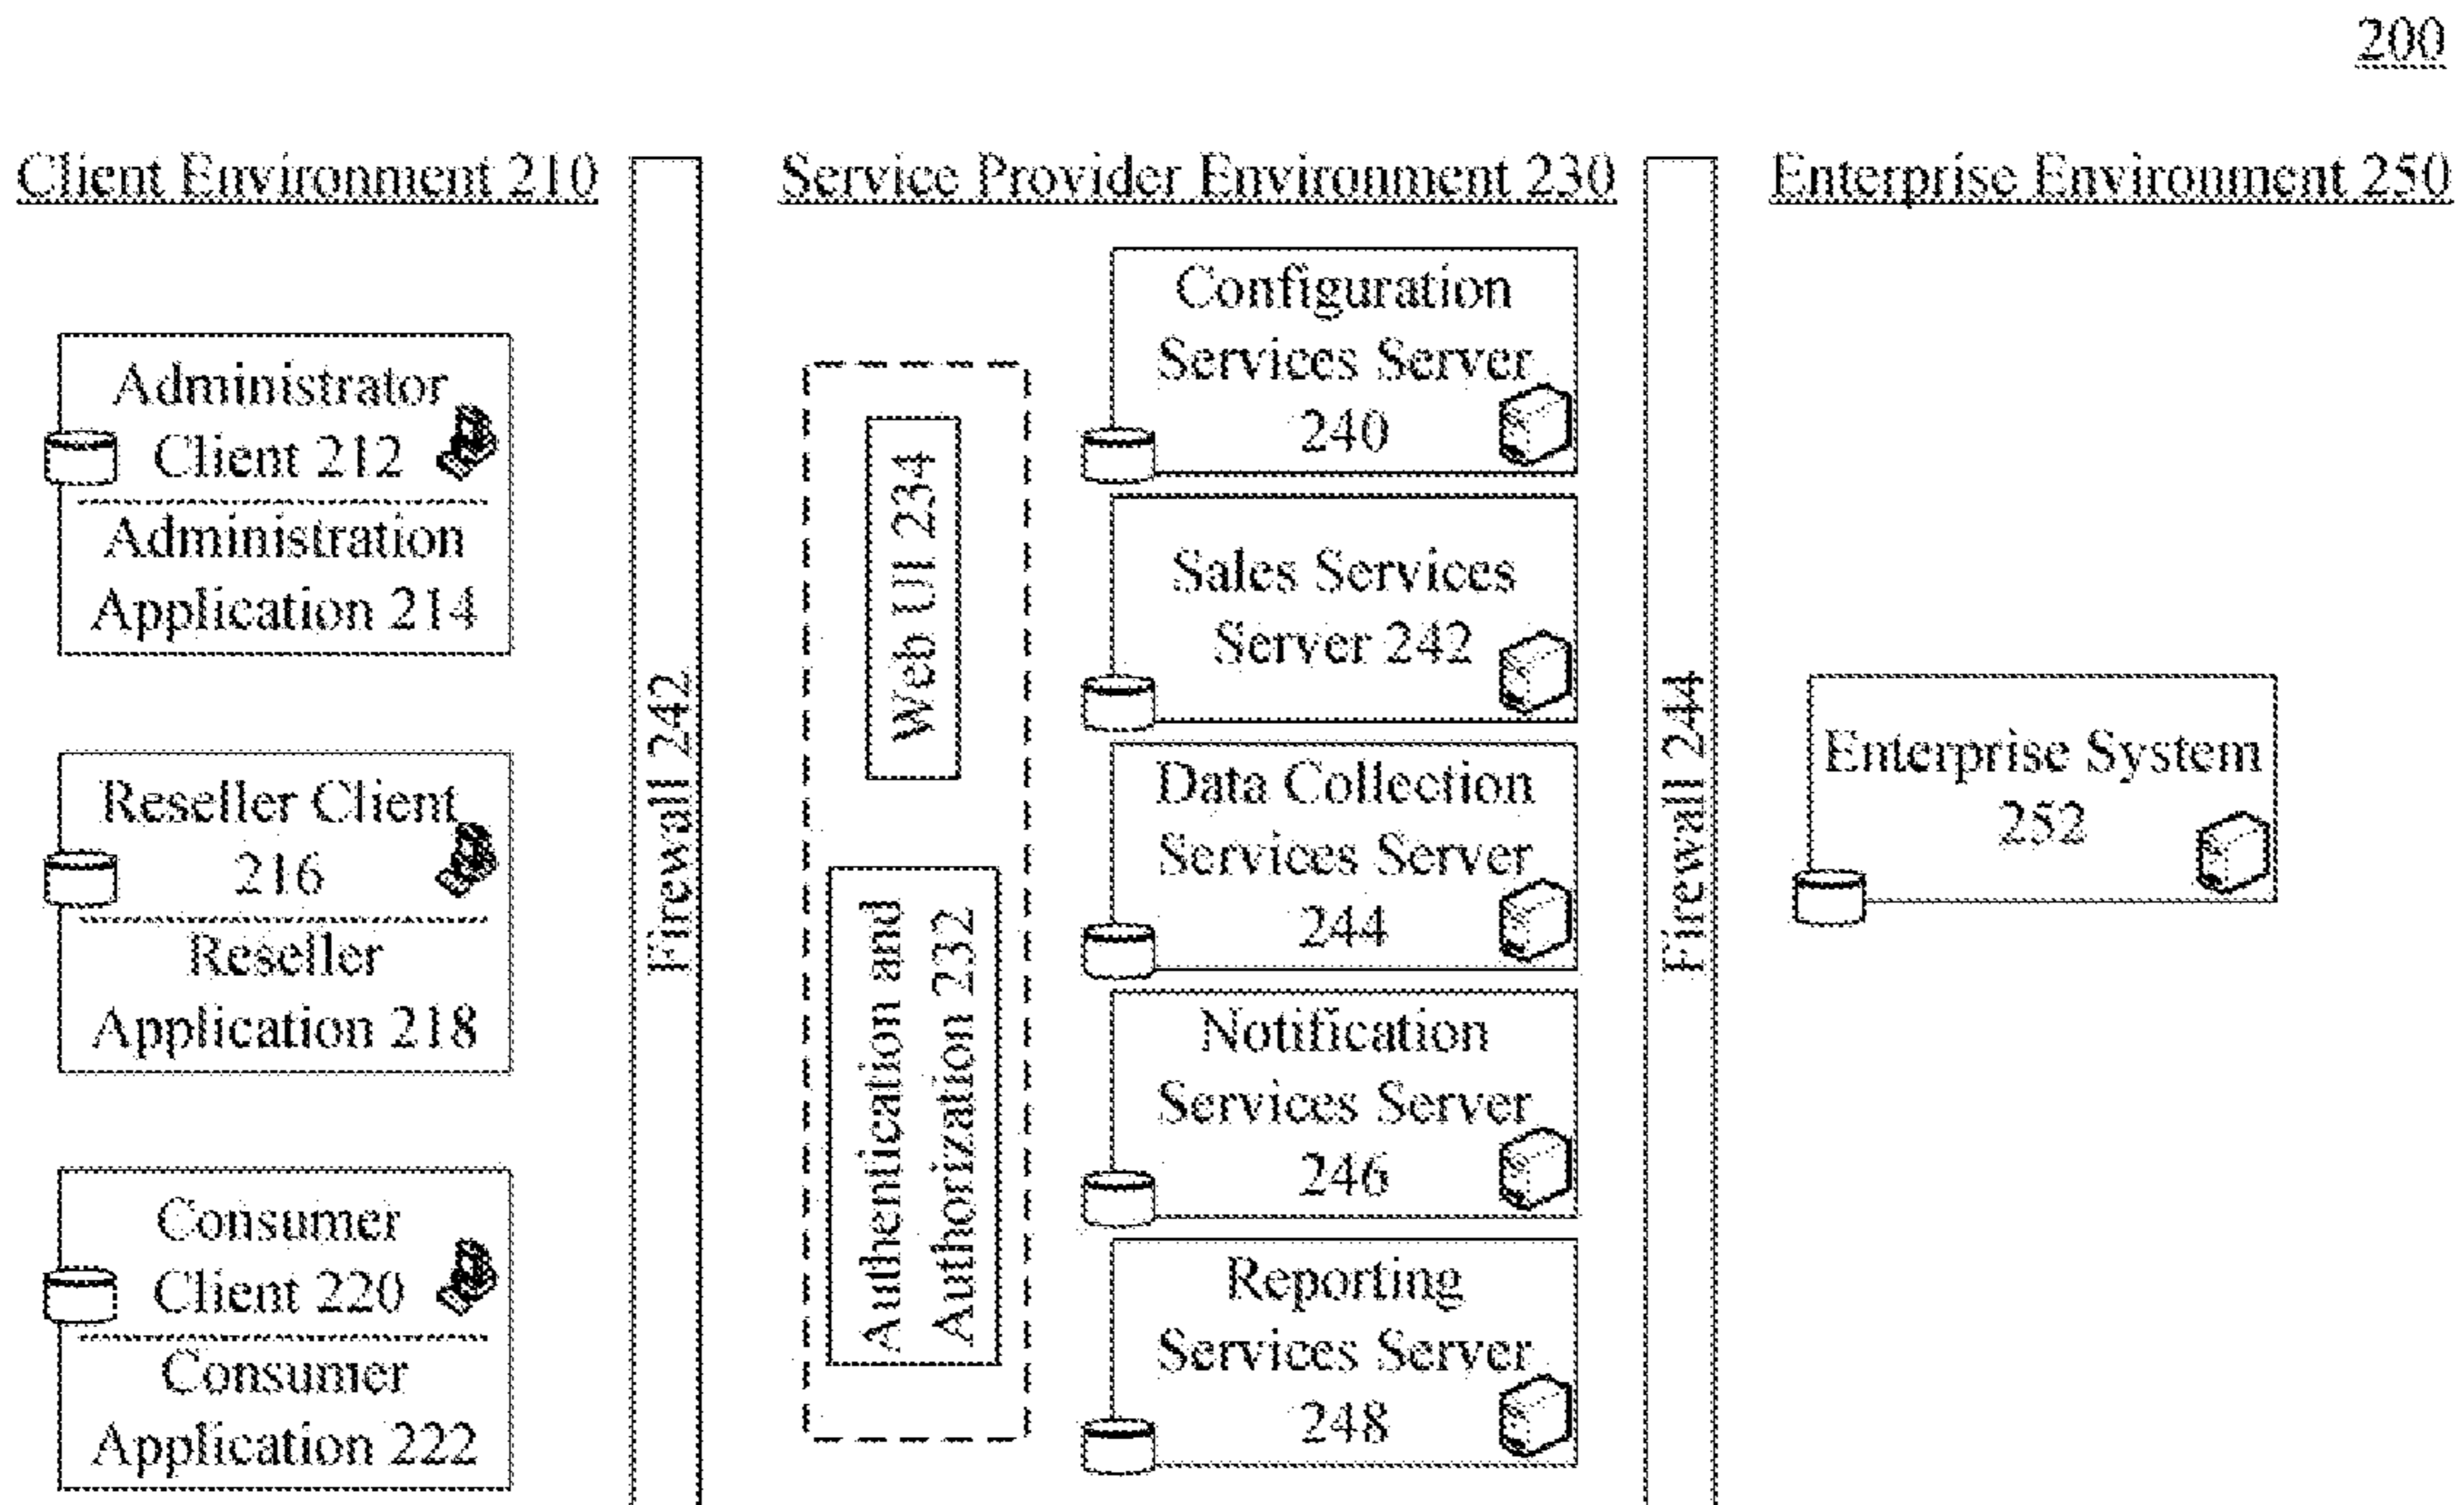 200
Client Environment 210
Administrator
Client 212
Administration
Application 214
Reseller Client
216
Reseller
Application 218
Consumer
Client 220
Consumer
Application 222
Firewall 242
Service Provider Environment 230
Web UI 234
Authentication and
Authorization 232
Configuration
Services Server
240
Sales Services
Server 242
Data Collection
Services Server
244
Notification
Services Server
246
Reporting
Services Server
248
Firewall 244
Enterprise Environment 250
Enterprise System
252